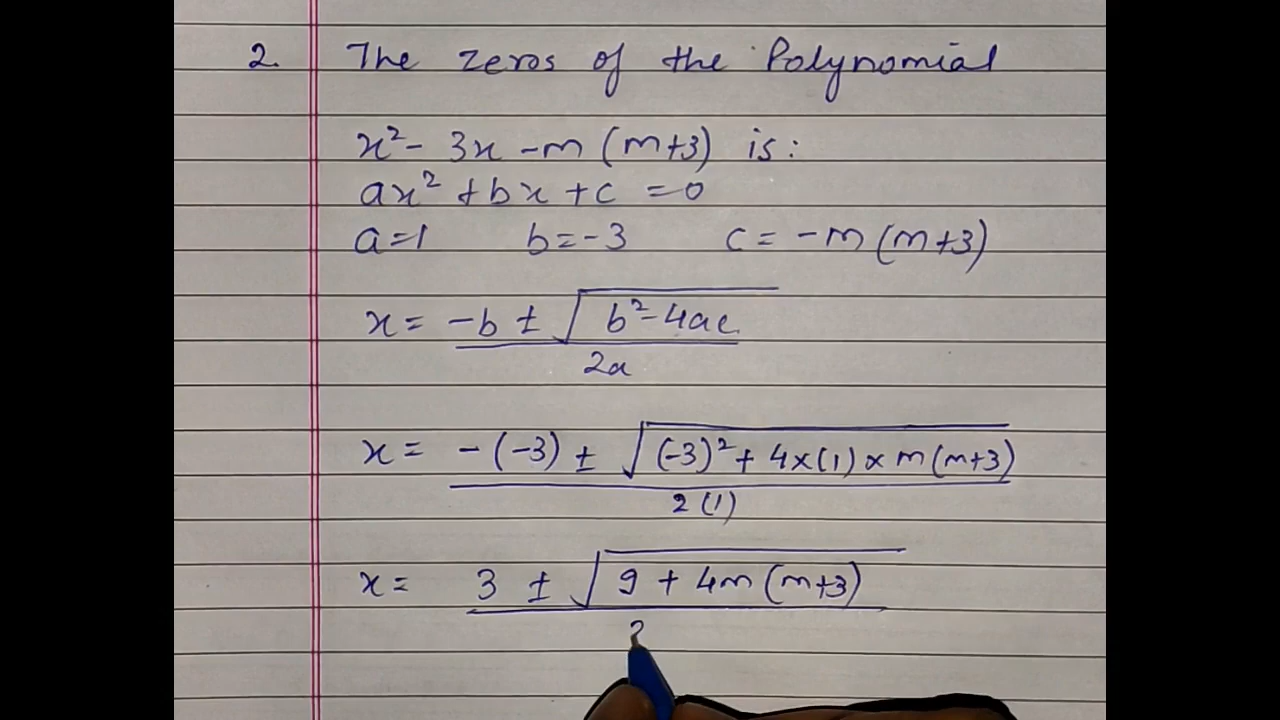 2. The zeros of the Polynomial
x² - 3x - m (m+3) is:
ax² + bx + c = 0
a=1 b=-3 c= -m (m+3)
x= -b ± √b²-4ac
2a
x= -(-3) ± √(-3)²+ 4x(1) x m(m+3)
2(1)
x= 3 ± √9 + 4m (m+3)
2